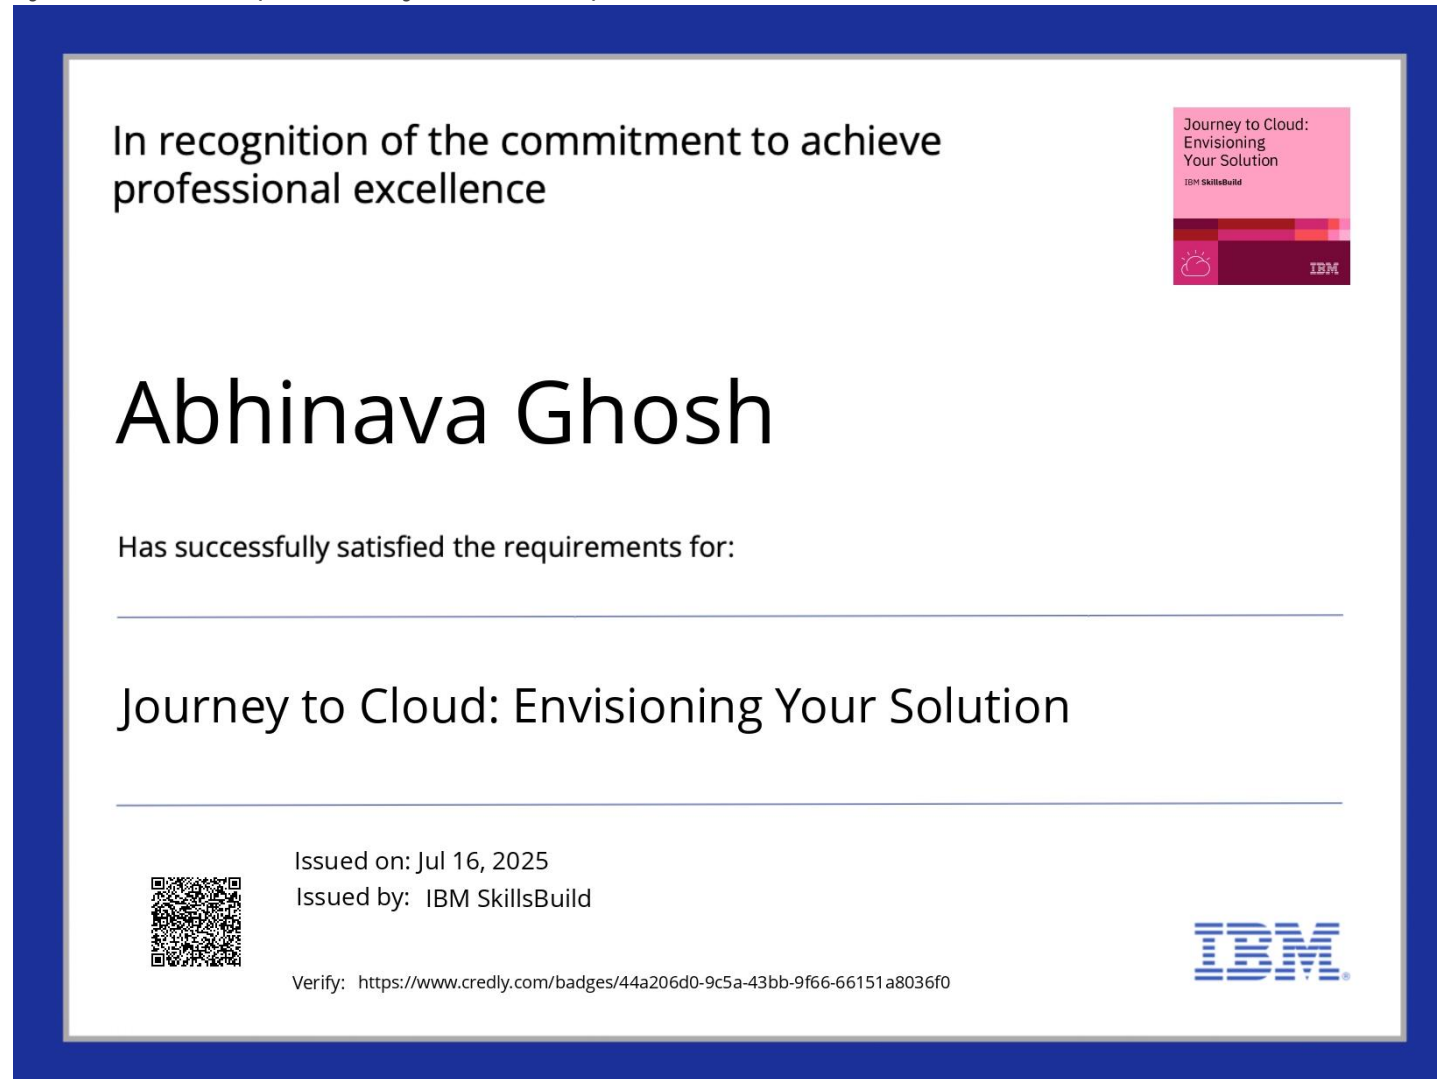 In recognition of the commitment to achieve
professional excellence
Journey to Cloud:
Envisioning
Your Solution
IBM SkillsBuild
IBM
Abhinava Ghosh
Has successfully satisfied the requirements for:
Journey to Cloud: Envisioning Your Solution
Issued on: Jul 16, 2025
Issued by: IBM SkillsBuild
Verify: https://www.credly.com/badges/44a206d0-9c5a-43bb-9f66-66151a8036f0
IBM®